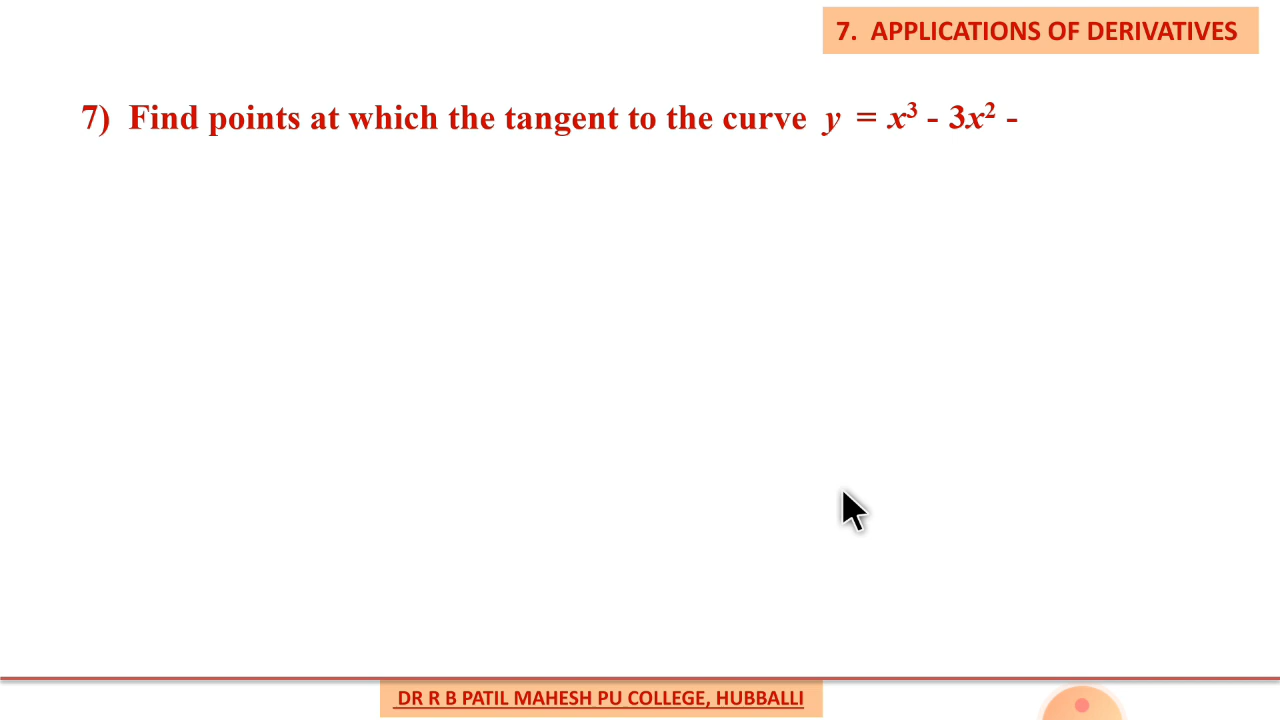 7. APPLICATIONS OF DERIVATIVES
7) Find points at which the tangent to the curve y = x³ - 3x² -
DR R B PATIL MAHESH PU COLLEGE, HUBBALLI